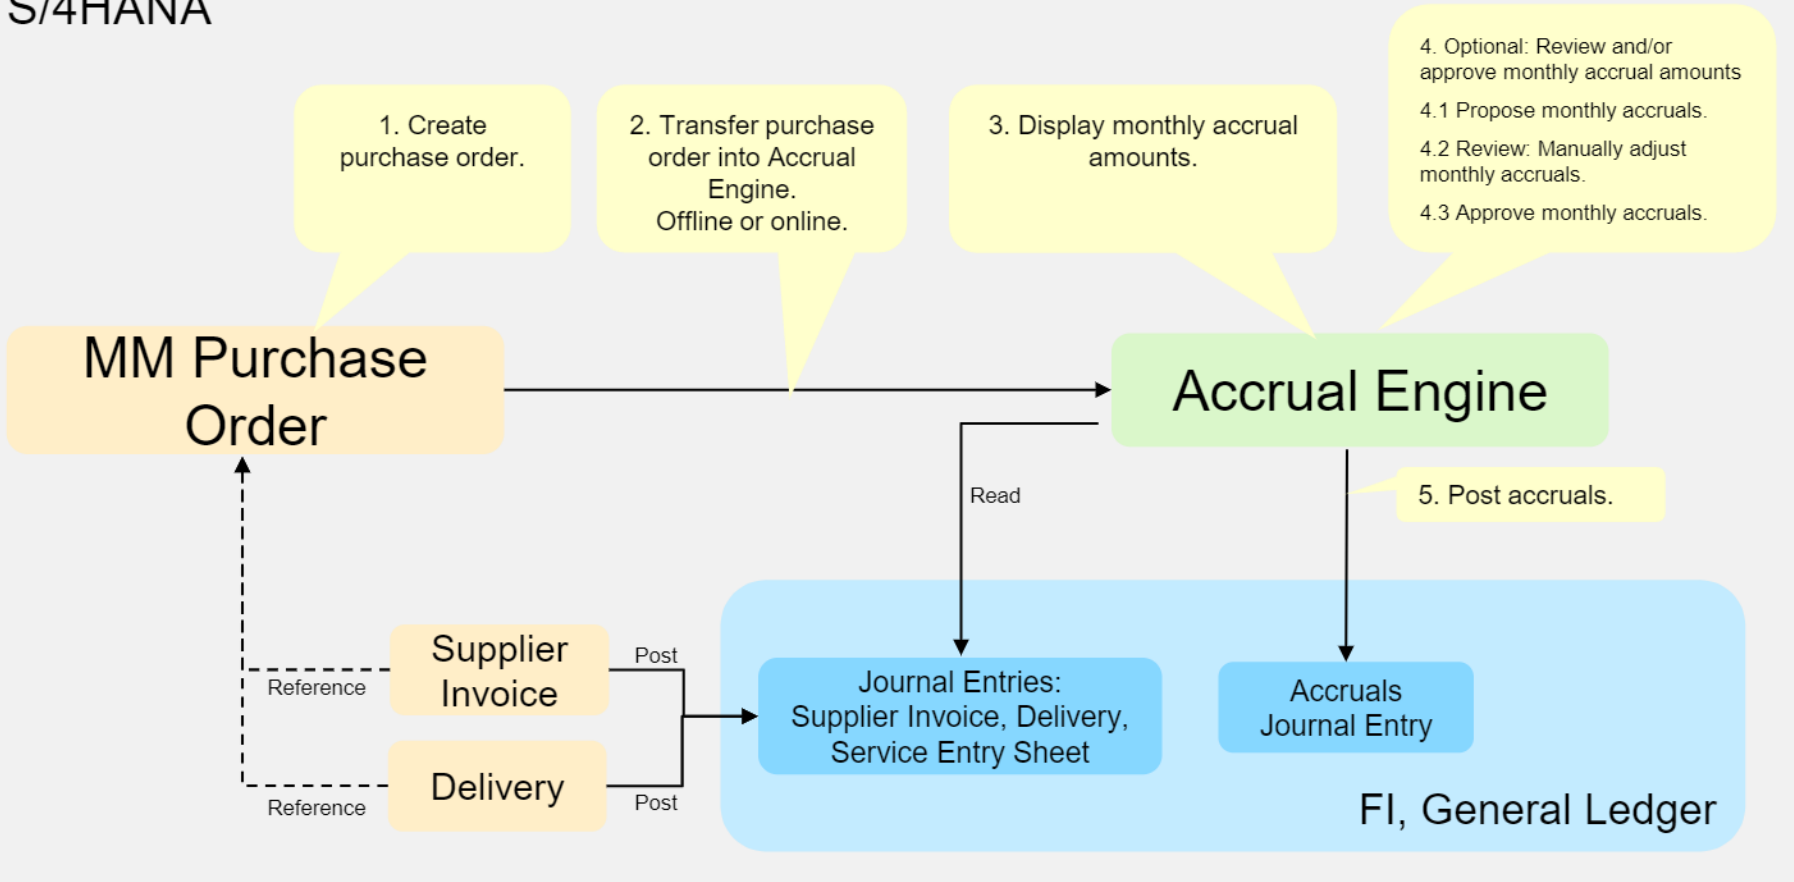 S/4HANA
1. Create
purchase order.
2. Transfer purchase
order into Accrual
Engine.
Offline or online.
3. Display monthly accrual
amounts.
4. Optional: Review and/or
approve monthly accrual amounts
4.1 Propose monthly accruals.
4.2 Review: Manually adjust
monthly accruals.
4.3 Approve monthly accruals.
MM Purchase
Order
Accrual Engine
Read
5. Post accruals.
Supplier
Invoice
Post
Reference
Delivery
Post
Reference
Journal Entries:
Supplier Invoice, Delivery,
Service Entry Sheet
Accruals
Journal Entry
FI, General Ledger